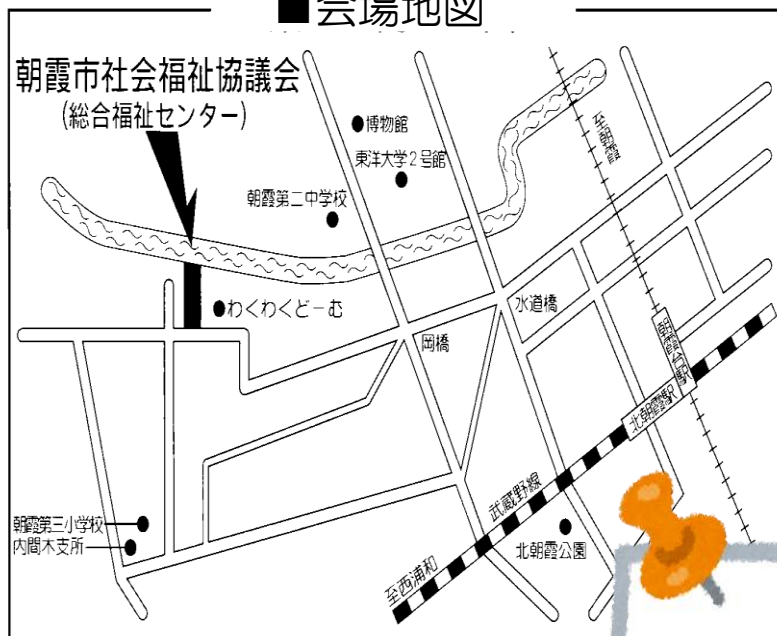 ■会場地図
朝霞市社会福祉協議会
(総合福祉センター)
博物館
東洋大学2号館
朝霞第二中学校
至朝霞
わくわくどーむ
水道橋
岡橋
朝霞台駅
北朝霞駅
武蔵野線
朝霞第三小学校
内間木支所
北朝霞公園
至西浦和